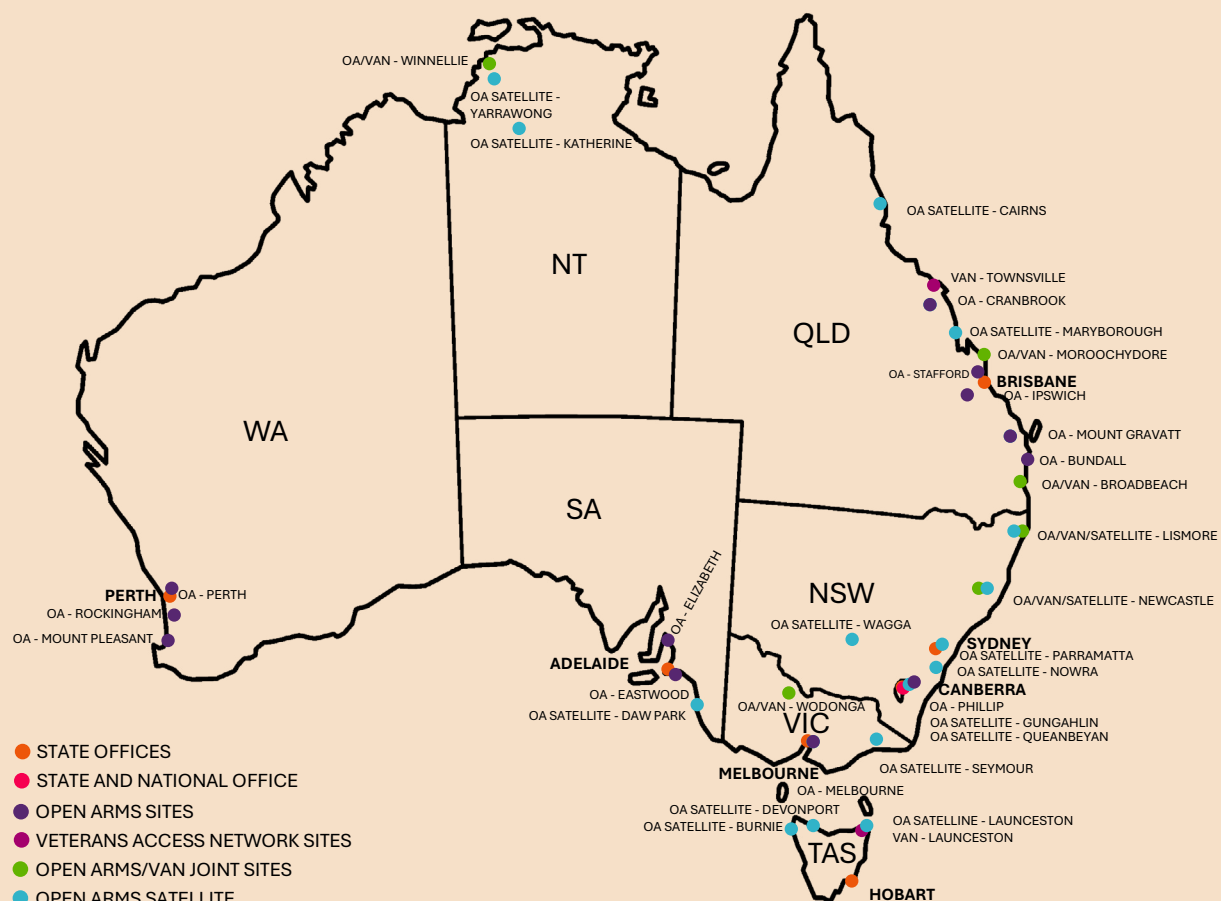 OA/VAN - WINNELLIE
OA SATELLITE -
YARRAWONG
OA SATELLITE - KATHERINE
OA SATELLITE - CAIRNS
NT
VAN - TOWNSVILLE
OA - CRANBROOK
QLD
OA SATELLITE - MARYBOROUGH
OA/VAN - MOROOCHYDORE
OA - STAFFORD
BRISBANE
OA - IPSWICH
WA
OA - MOUNT GRAVATT
OA - BUNDALL
OA/VAN - BROADBEACH
SA
OA/VAN/SATELLITE - LISMORE
OA - ELIZABETH
NSW
PERTH
OA - PERTH
OA/VAN/SATELLITE - NEWCASTLE
OA - ROCKINGHAM
OA SATELLITE - WAGGA
OA - MOUNT PLEASANT
SYDNEY
OA SATELLITE - PARRAMATTA
ADELAIDE
OA SATELLITE - NOWRA
CANBERRA
OA - EASTWOOD
OA/VAN - WODONGA
OA - PHILLIP
OA SATELLITE - DAW PARK
VIC
OA SATELLITE - GUNGAHLIN
OA SATELLITE - QUEANBEYAN
MELBOURNE
OA SATELLITE - SEYMOUR
OA - MELBOURNE
OA SATELLITE - DEVONPORT
OA SATELLITE - BURNIE
OA SATELLINE - LAUNCESTON
VAN - LAUNCESTON
TAS
HOBART
STATE OFFICES
STATE AND NATIONAL OFFICE
OPEN ARMS SITES
VETERANS ACCESS NETWORK SITES
OPEN ARMS/VAN JOINT SITES
OPEN ARMS SATELLITE